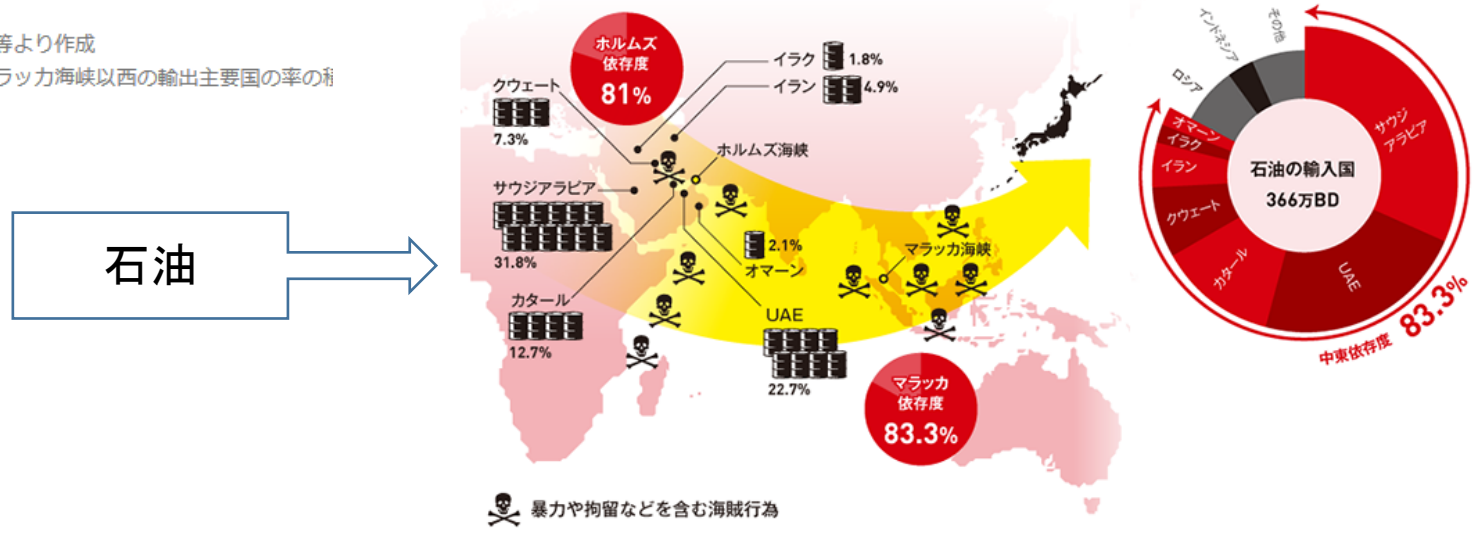 等より作成
ラッカ海峡以西の輸出主要国の率の
石油
ホルムズ
依存度
81%
クウェート
7.3%
イラク
1.8%
イラン
4.9%
ホルムズ海峡
サウジアラビア
31.8%
2.1%
オマーン
マラッカ海峡
カタール
12.7%
UAE
22.7%
マラッカ
依存度
83.3%
暴力や拘留などを含む海賊行為
石油の輸入国
366万BD
サウジ
アラビア
UAE
カタール
クウェート
イラン
イラク
オマーン
ロシア
インドネシア
その他
中東依存度 83.3%